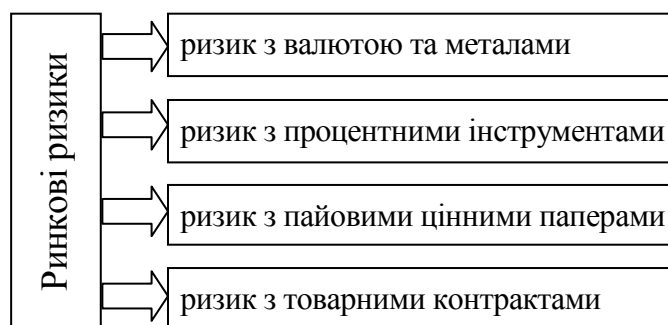 Ринкові ризики
ризик з валютою та металами
ризик з процентними інструментами
ризик з пайовими цінними паперами
ризик з товарними контрактами